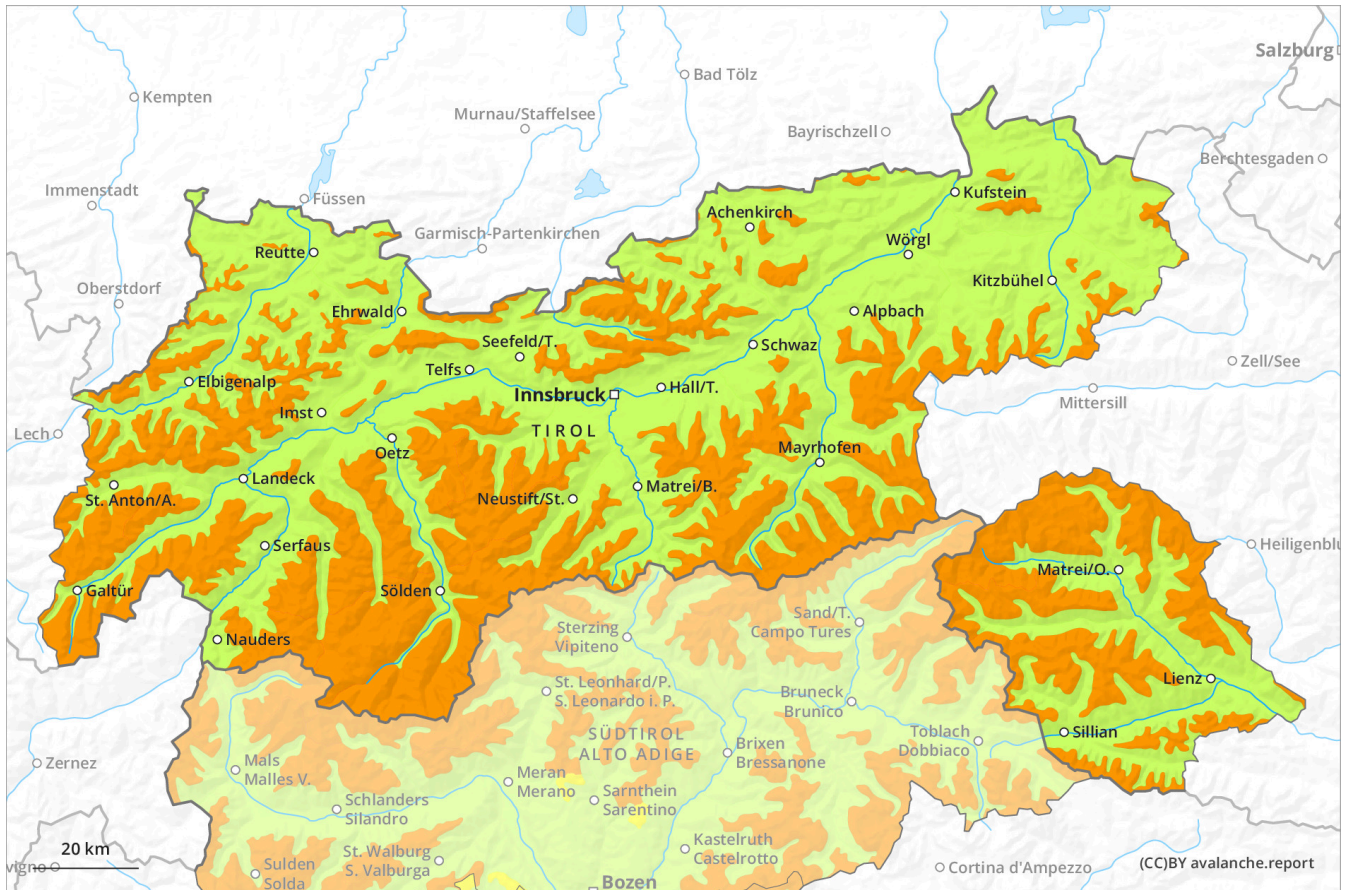 Salzburg
Bad Tölz
Kempten
Murnau/Staffelsee
Bayrischzell
Berchtesgaden
Immenstadt
Füssen
Kufstein
Achenkirch
Garmisch-Partenkirchen
Reutte
Wörgl
Oberstdorf
Kitzbühel
Ehrwald
Alpbach
Seefeld/T.
Schwaz
Zell/See
Telfs
Elbigenalp
Hall/T.
Innsbruck
Mittersill
Imst
Lech
TIROL
Oetz
Mayrhofen
Landeck
Matrei/B.
St. Anton/A.
Neustift/St.
Serfaus
Heiligenblu
Matrei/O.
Galtür
Sölden
Sand/T.
Campo Tures
Sterzing
Vipiteno
Nauders
Lienz
St. Leonhard/P.
S. Leonardo i. P.
Bruneck
Brunico
SÜDTIROL
ALTO ADIGE
Toblach
Dobbiaco
Sillian
Brixen
Bressanone
Zernez
Mals
Malles V.
Meran
Merano
Sarnthein
Sarentino
Schlanders
Silandro
Kastelruth
Castelrotto
20 km
St. Walburg
S. Valburga
vigno
Sulden
Solda
Cortina d'Ampezzo
(CC)BY avalanche.report
Bozen